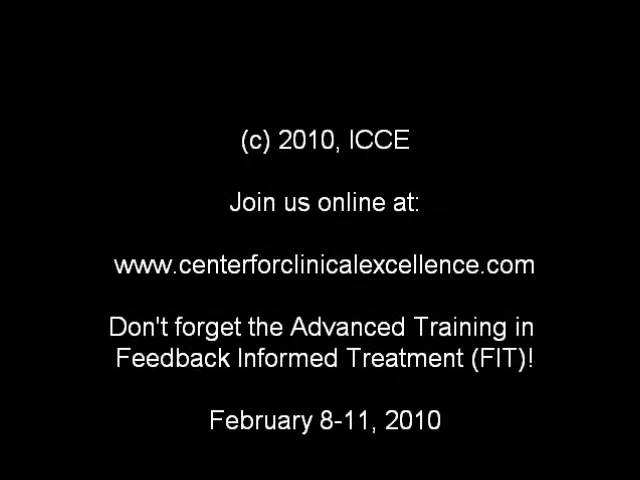 (c) 2010, ICCE
Join us online at:
www.centerforclinicalexcellence.com
Don't forget the Advanced Training in
Feedback Informed Treatment (FIT)!
February 8-11, 2010